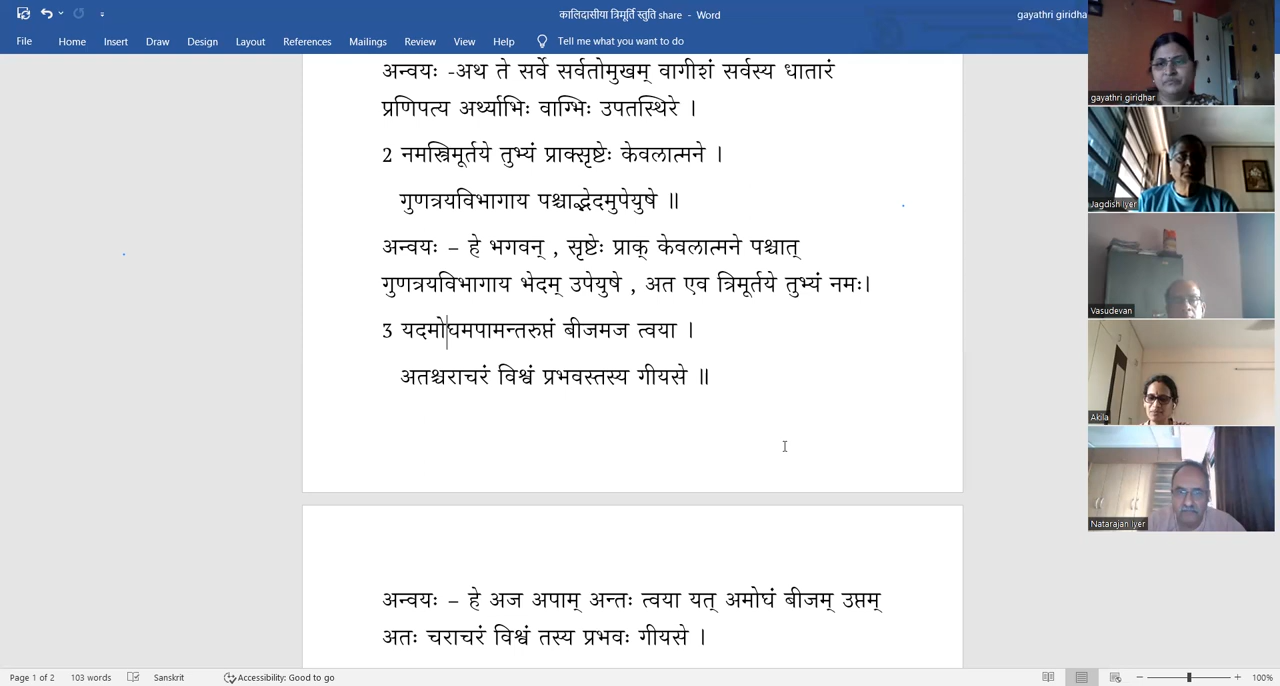 कालिदासीया त्रिमूर्ति स्तुति share - Word
gayathri giridha
File Home Insert Draw Design Layout References Mailings Review View Help Tell me what you want to do
अन्वयः -अथ ते सर्वे सर्वतोमुखम् वागीशं सर्वस्य धातारं
प्रणिपत्य अर्थ्याभिः वाग्भिः उपतस्थिरे ।
2 नमस्त्रिमूर्तये तुभ्यं प्राक्सृष्टेः केवलात्मने ।
गुणत्रयविभागाय पश्चाद्भेदमुपेयुषे ॥
अन्वयः – हे भगवन् , सृष्टेः प्राक् केवलात्मने पश्चात्
गुणत्रयविभागाय भेदम् उपेयुषे , अत एव त्रिमूर्तये तुभ्यं नमः।
3 यदमोघमपामन्तरुप्तं बीजमज त्वया ।
अतश्चराचरं विश्वं प्रभवस्तस्य गीयसे ॥
अन्वयः – हे अज अपाम् अन्तः त्वया यत् अमोघं बीजम् उप्तम्
अतः चराचरं विश्वं तस्य प्रभवः गीयसे ।
gayathri giridhar
Jagdish Iyer
Vasudevan
Akila
Natarajan Iyer
Page 1 of 2 103 words Sanskrit Accessibility: Good to go 100%